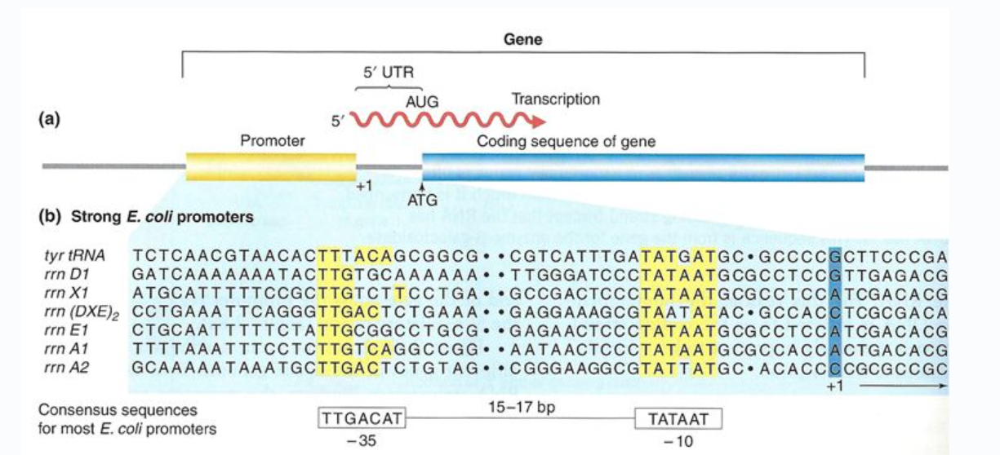 Gene
5′ UTR
AUG
Transcription
(a)
5′
Promoter
Coding sequence of gene
+1
ATG
(b) Strong E. coli promoters
tyr tRNA TCTCAACGTAACACTTTACAGCGGCG••CGTCATTTGATATGATGC•GCCCCGCTTCCCGA
rrn D1 GATCAAAAAAATACTTGTGCAAAAAA••TTGGGATCCCTATAATGCGCCTCCGTTGAGACG
rrn X1 ATGCATTTTTCCGCTTGTCTTCCTGA••GCCGACTCCCTATAATGCGCCTCCATCGACACG
rrn (DXE)2 CCTGAAATTCAGGGTTGACTCTGAAA••GAGGAAAGCGTAATATAC•GCCACCTCGCGACA
rrn E1 CTGCAATTTTTCTATTGCGGCCTGCG••GAGAACTCCCTATAATGCGCCTCCATCGACACG
rrn A1 TTTTAAATTTCCTCTTGTCAGGCCGG••AATAACTCCCTATAATGCGCCACCACTGACACG
rrn A2 GCAAAAATAAATGCTTGACTCTGTAG••CGGGAAGGCGTATTATGC•ACACCCCGCGCCGC
+1
Consensus sequences
for most E. coli promoters
TTGACAT
15–17 bp
TATAAT
−35
−10